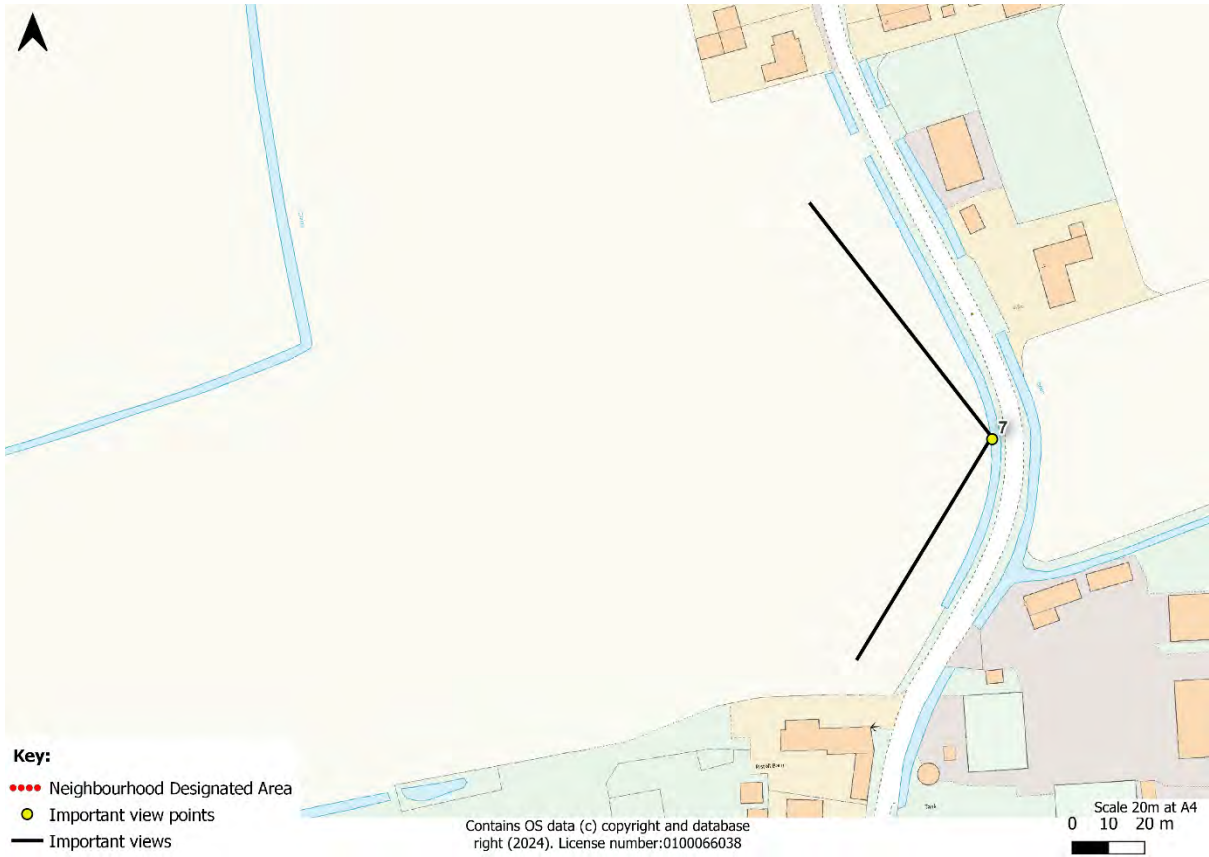 7
Key:
Neighbourhood Designated Area
Important view points
Important views
Contains OS data (c) copyright and database
right (2024). License number:0100066038
Scale 20m at A4
0 10 20 m
Tank